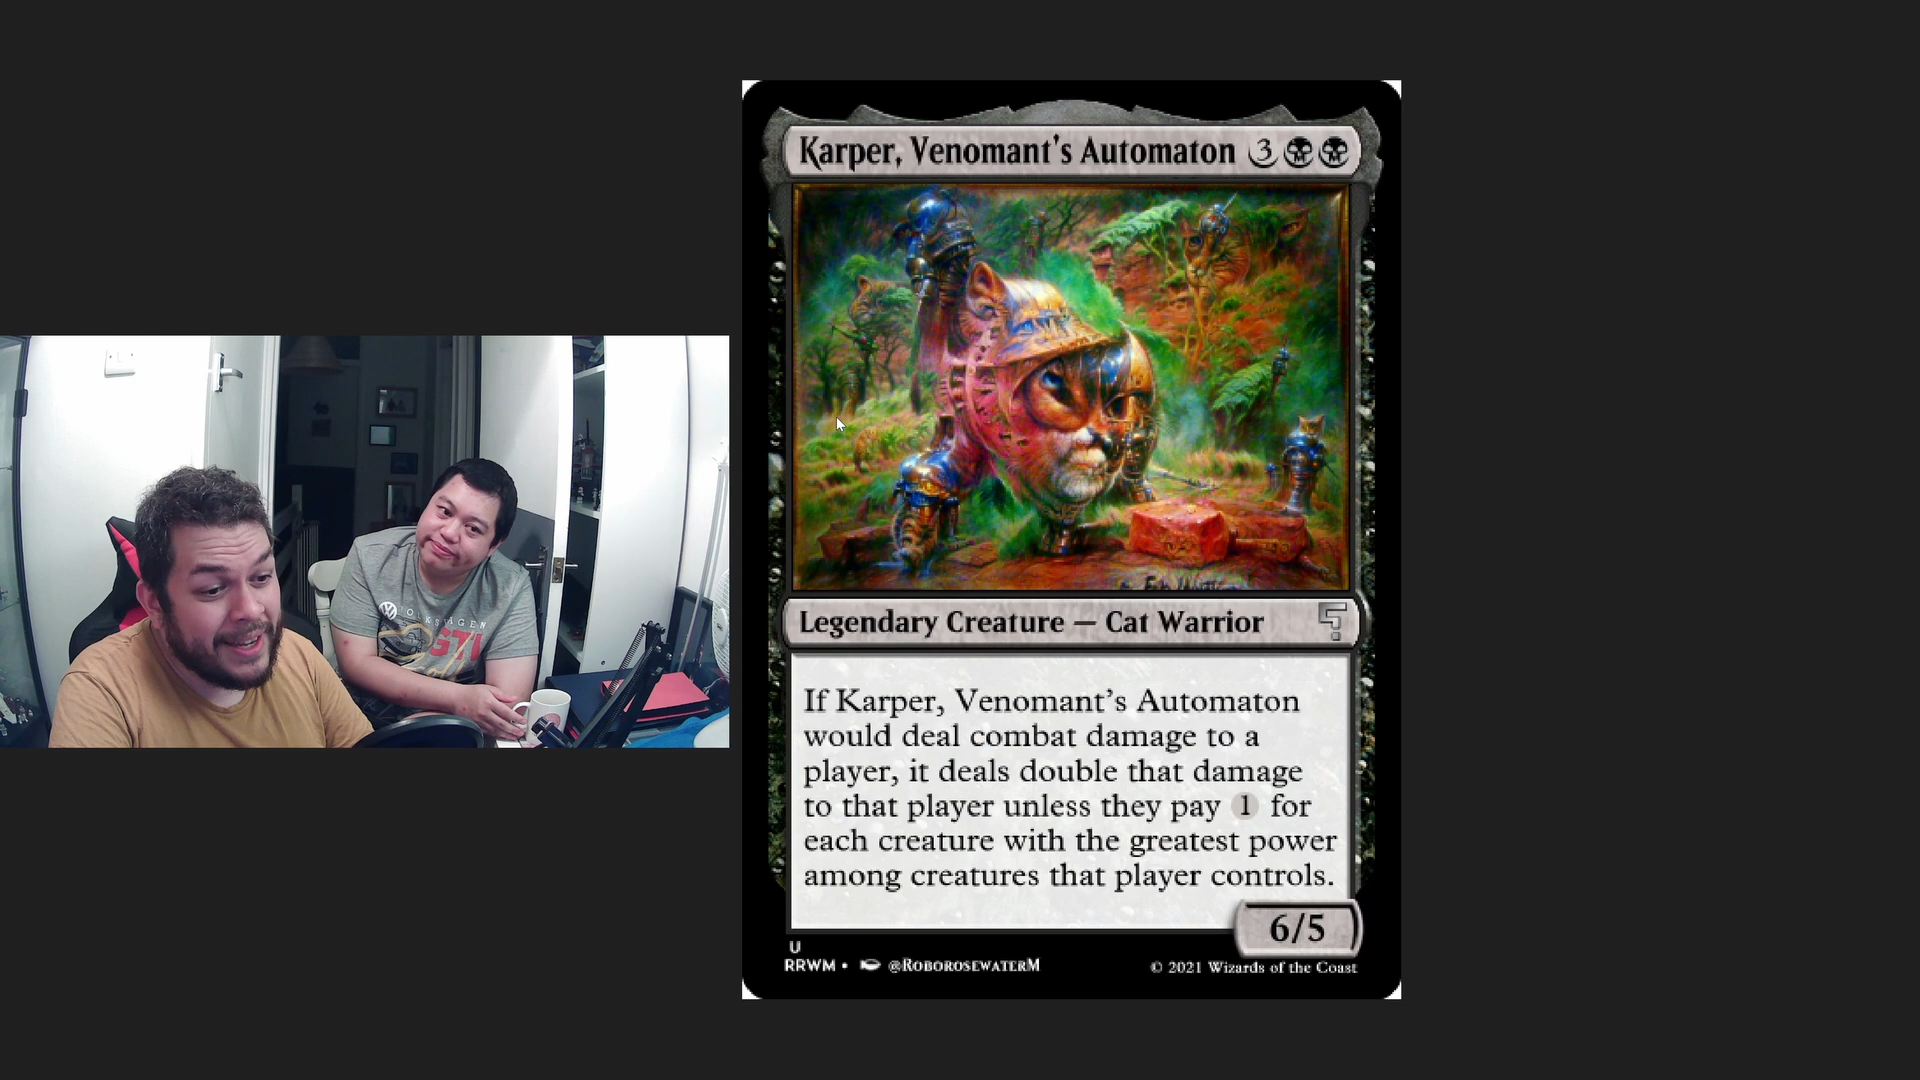 Karper, Venomant's Automaton 3
Legendary Creature — Cat Warrior
If Karper, Venomant's Automaton
would deal combat damage to a
player, it deals double that damage
to that player unless they pay 1 for
each creature with the greatest power
among creatures that player controls.
6/5
U
RRWM • @ROBOROSEWATERM
© 2021 Wizards of the Coast
VOLKSWAGEN
GTI